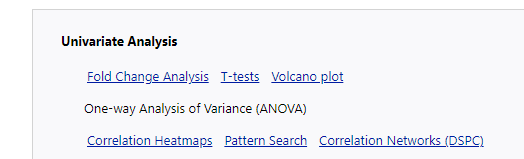 Univariate Analysis
Fold Change Analysis T-tests Volcano plot
One-way Analysis of Variance (ANOVA)
Correlation Heatmaps Pattern Search Correlation Networks (DSPC)